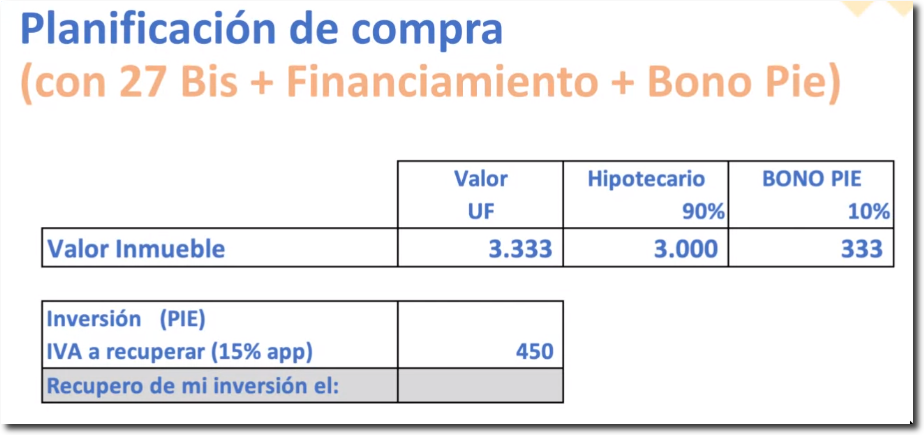 Planificación de compra
(con 27 Bis + Financiamiento + Bono Pie)
Valor Hipotecario BONO PIE
UF 90% 10%
Valor Inmueble 3.333 3.000 333
Inversión (PIE)
IVA a recuperar (15% app) 450
Recupero de mi inversión el: